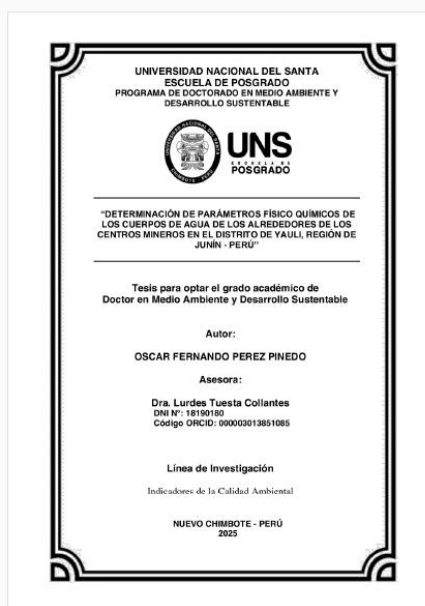 UNIVERSIDAD NACIONAL DEL SANTA
ESCUELA DE POSGRADO
PROGRAMA DE DOCTORADO EN MEDIO AMBIENTE Y
DESARROLLO SUSTENTABLE
UNS
ESCUELA DE
POSGRADO
“DETERMINACIÓN DE PARÁMETROS FÍSICO QUÍMICOS DE
LOS CUERPOS DE AGUA DE LOS ALREDEDORES DE LOS
CENTROS MINEROS EN EL DISTRITO DE YAULI, REGIÓN DE
JUNÍN - PERÚ”
Tesis para optar el grado académico de
Doctor en Medio Ambiente y Desarrollo Sustentable
Autor:
OSCAR FERNANDO PEREZ PINEDO
Asesora:
Dra. Lurdes Tuesta Collantes
DNI N°: 18190180
Código ORCID: 000003013851085
Línea de Investigación
Indicadores de la Calidad Ambiental
NUEVO CHIMBOTE - PERÚ
2025